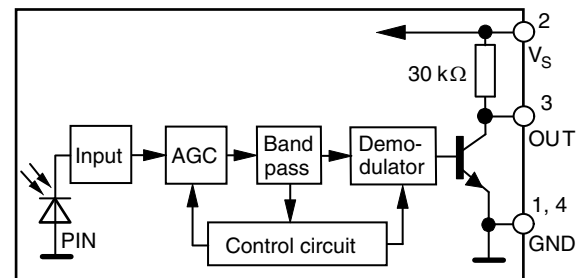 2
V_S
30 kΩ
3
OUT
Input
AGC
Band
pass
Demo-
dulator
1, 4
GND
PIN
Control circuit